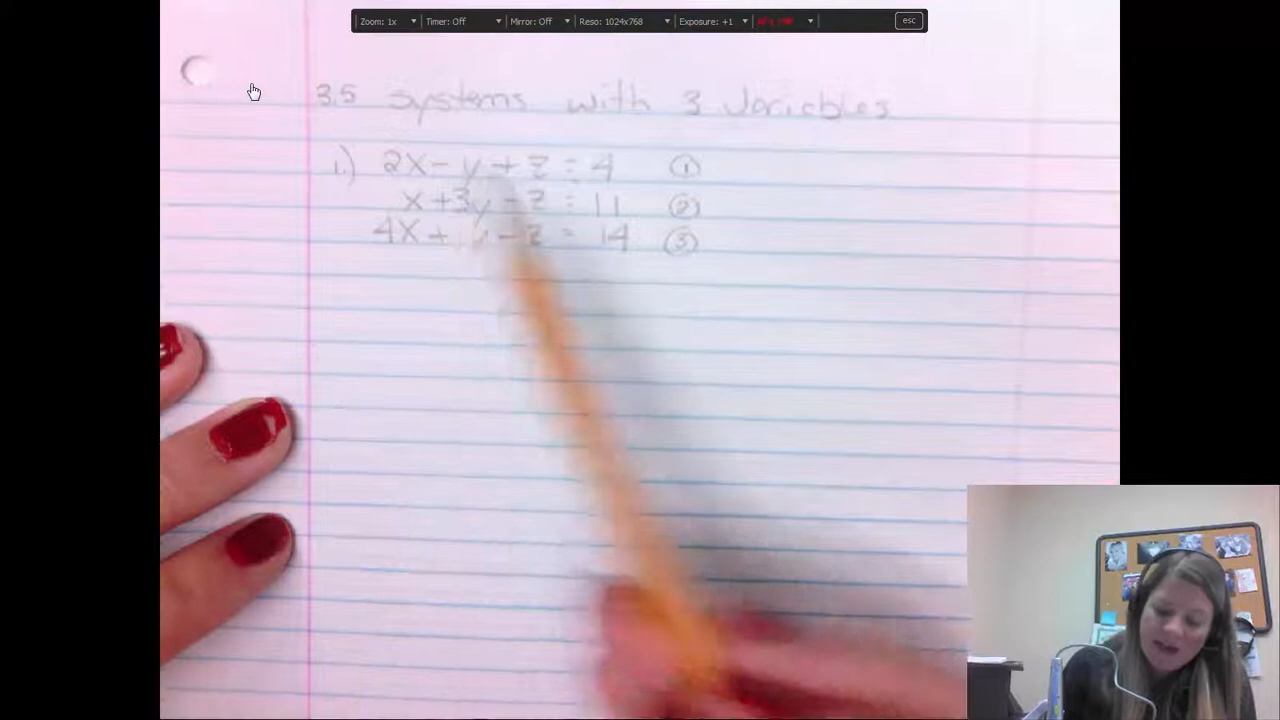 Zoom: 1x Timer: Off Mirror: Off Reso: 1024x768 Exposure: +1 esc
3.5 systems with 3 Variables
1.) 2x - y + z = 4 ①
x + 3y - z = 11 ②
4x + y - z = 14 ③